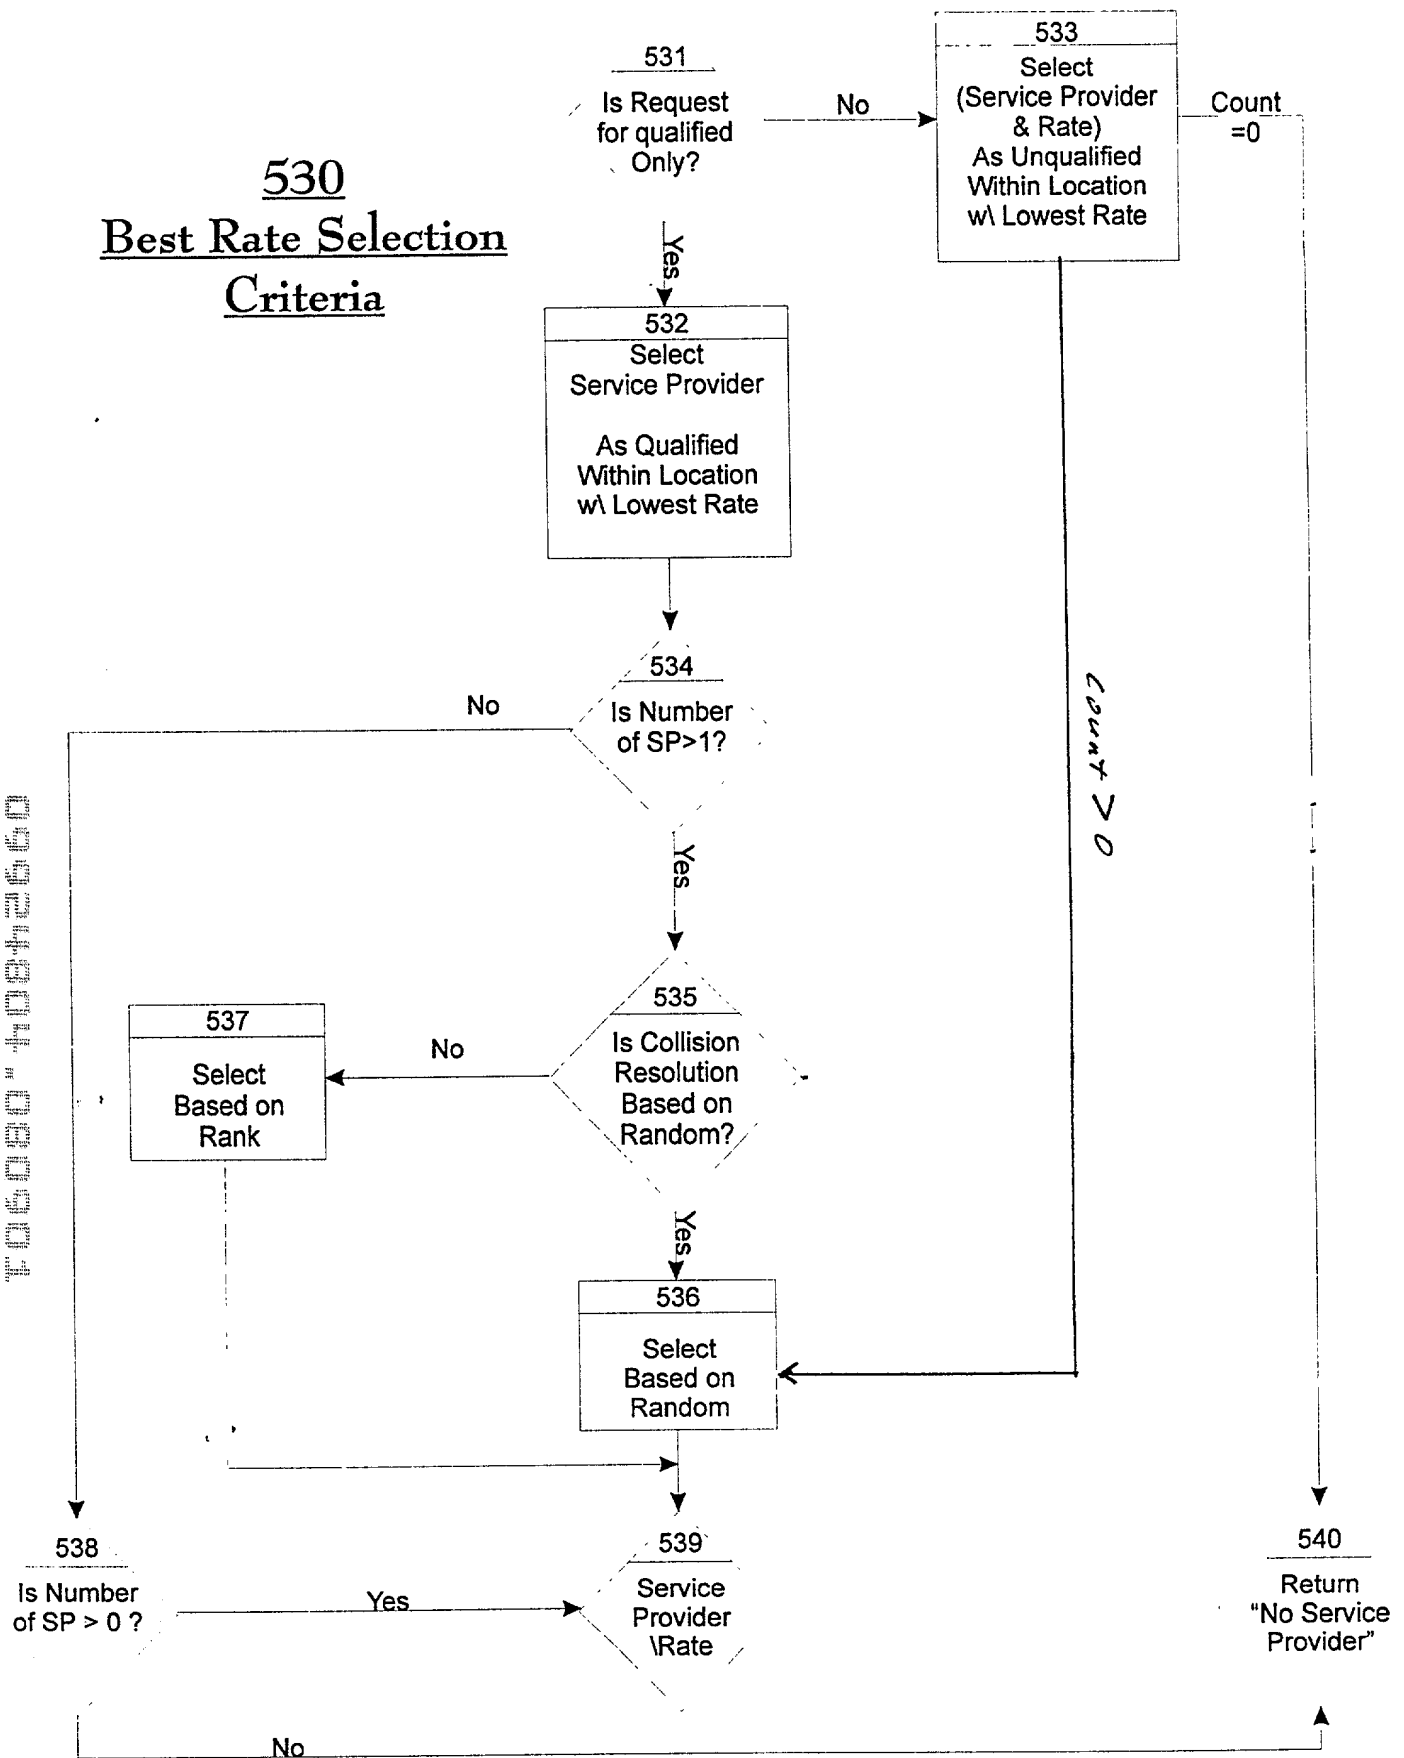 530
Best Rate Selection
Criteria
531
Is Request
for qualified
Only?
No
Yes
533
Select
(Service Provider
& Rate)
As Unqualified
Within Location
w\ Lowest Rate
Count
=0
532
Select
Service Provider
As Qualified
Within Location
w\ Lowest Rate
534
Is Number
of SP>1?
No
Yes
count > 0
535
Is Collision
Resolution
Based on
Random?
No
Yes
537
Select
Based on
Rank
536
Select
Based on
Random
538
Is Number
of SP > 0 ?
Yes
No
539
Service
Provider
\Rate
540
Return
“No Service
Provider”